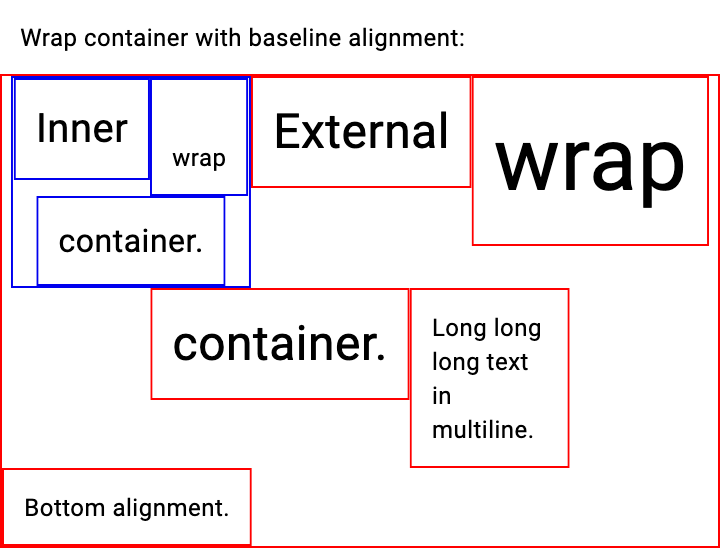 Wrap container with baseline alignment:
Inner
wrap
container.
External
wrap
container.
Long long
long text
in
multiline.
Bottom alignment.